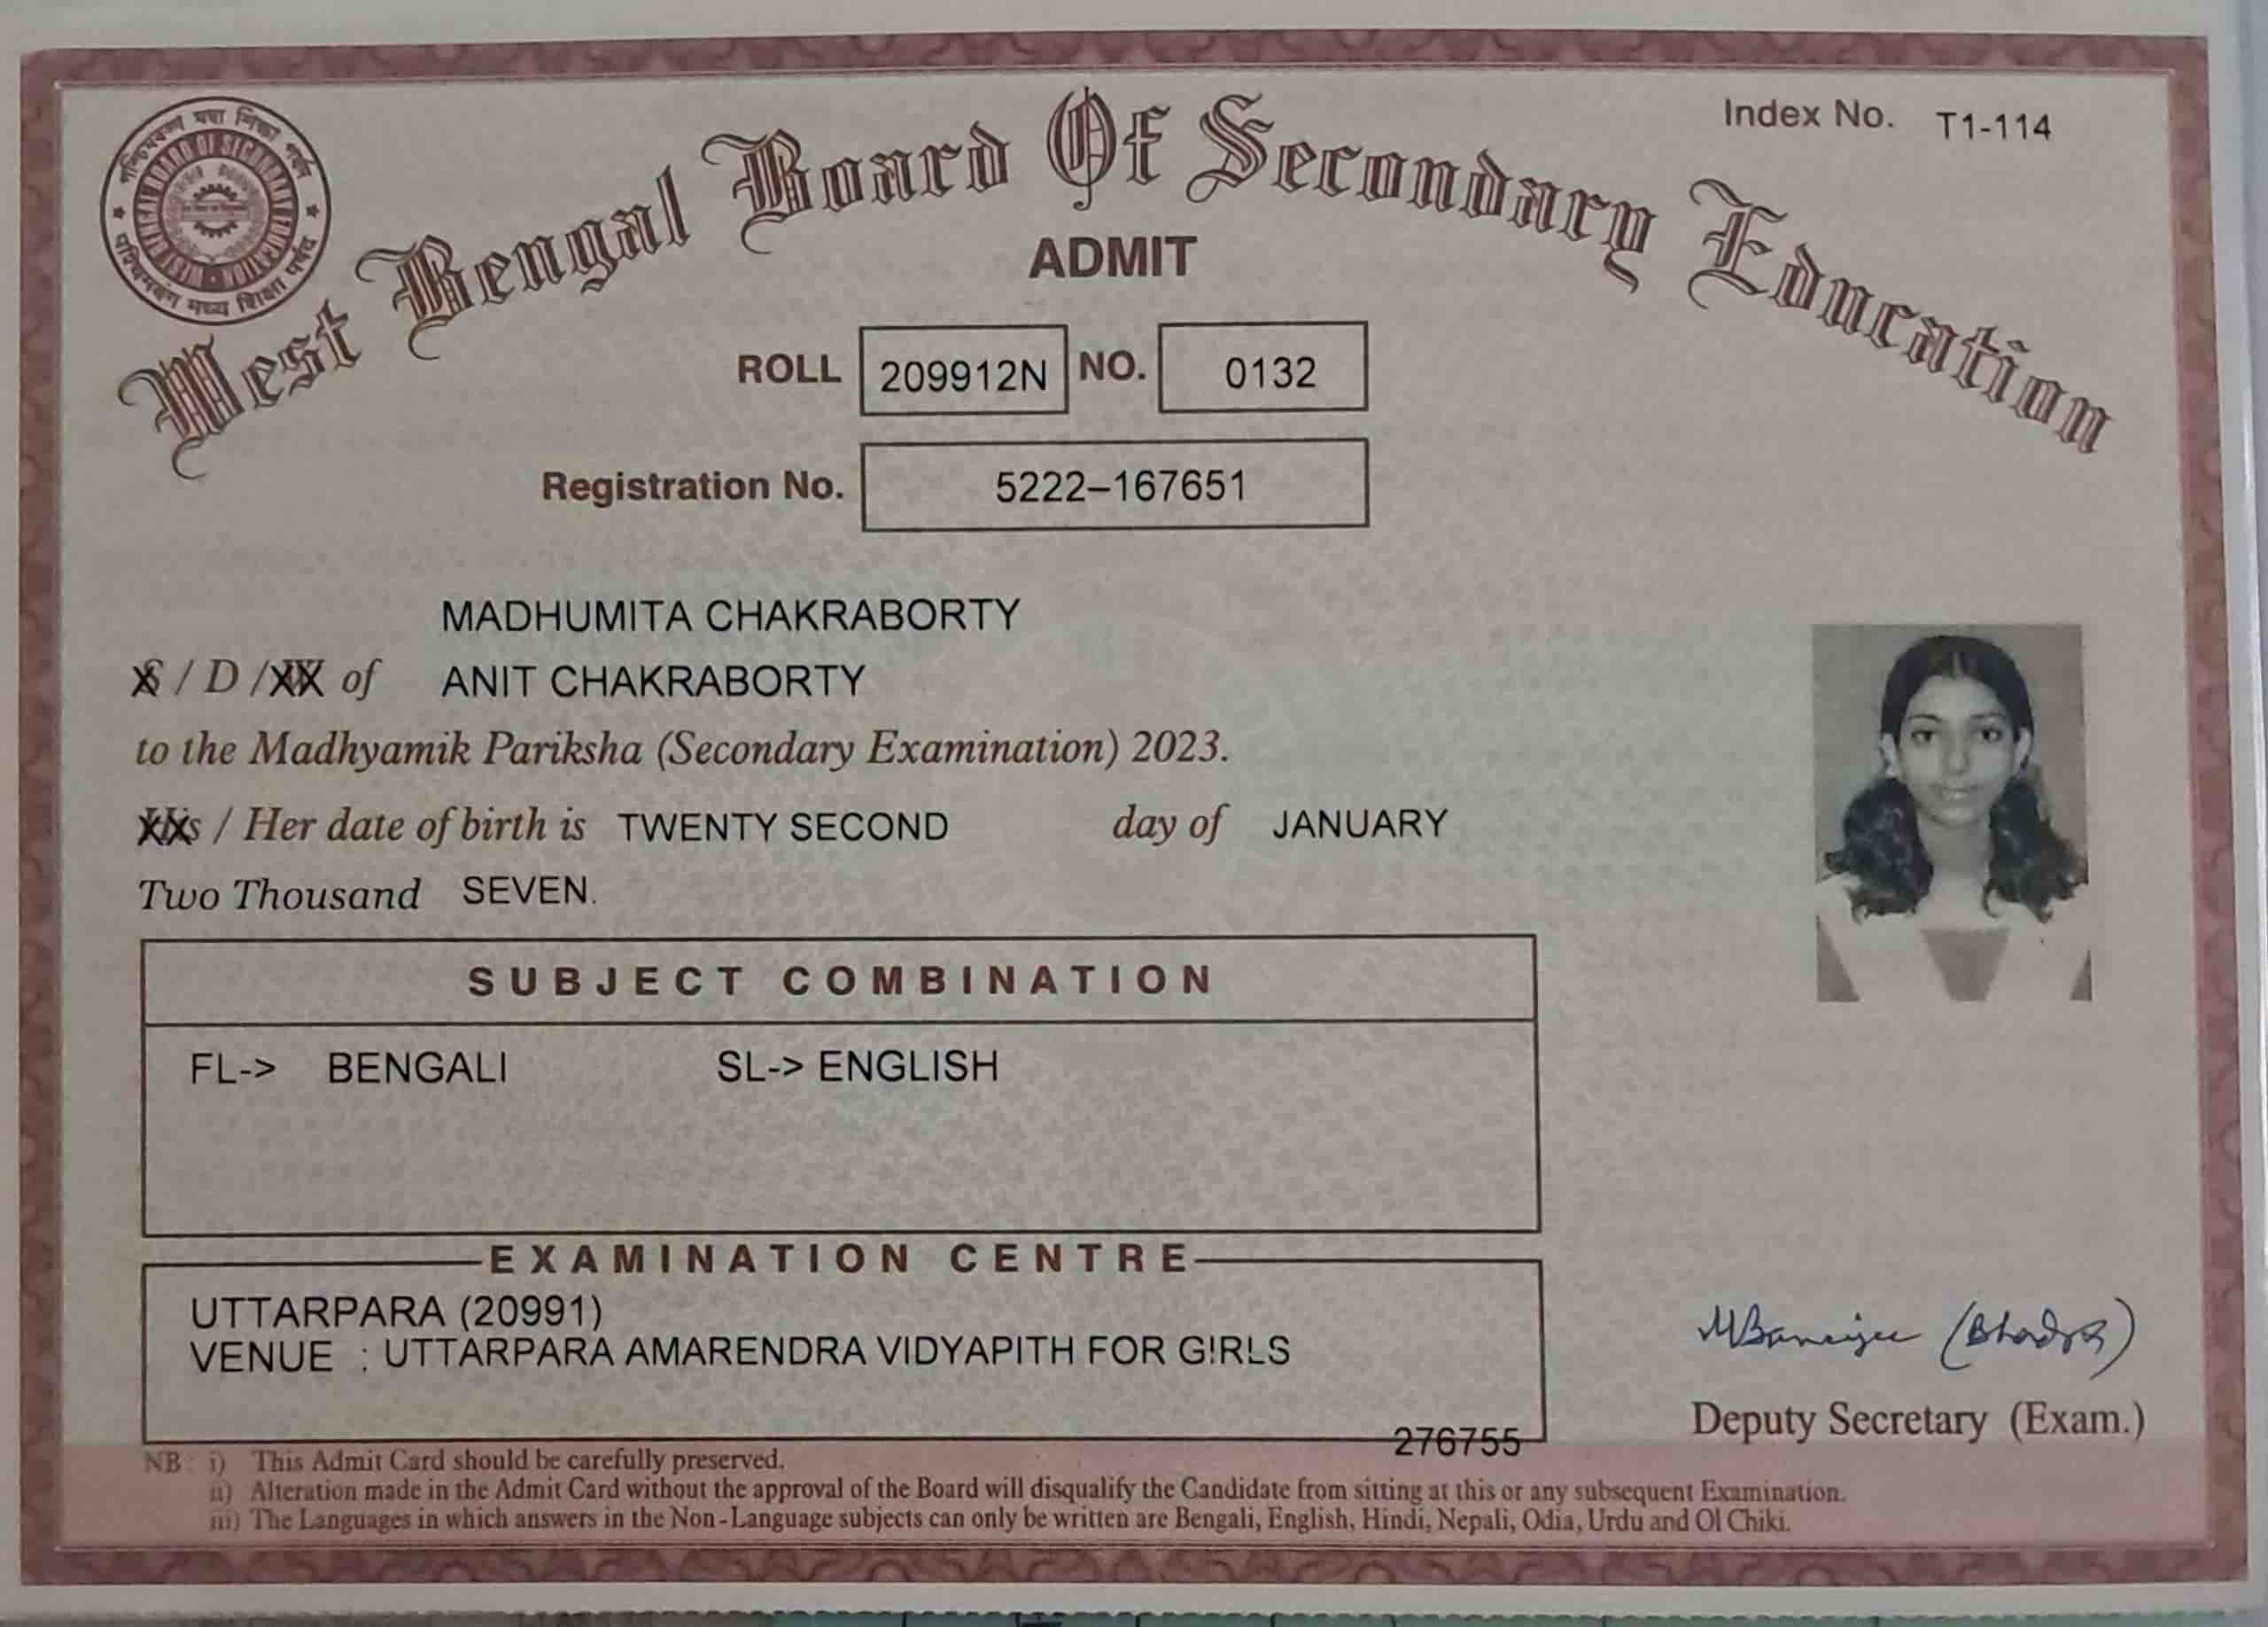 Index No. T1-114
West Bengal Board Of Secondary Education
ADMIT
ROLL 209912N NO. 0132
Registration No. 5222–167651
MADHUMITA CHAKRABORTY
S / D / XX of ANIT CHAKRABORTY
to the Madhyamik Pariksha (Secondary Examination) 2023.
XXs / Her date of birth is TWENTY SECOND day of JANUARY
Two Thousand SEVEN.
SUBJECT COMBINATION
FL-> BENGALI SL-> ENGLISH
EXAMINATION CENTRE
UTTARPARA (20991)
VENUE : UTTARPARA AMARENDRA VIDYAPITH FOR G!RLS
276755
MBanerjee (Bhadra)
Deputy Secretary (Exam.)
NB : i) This Admit Card should be carefully preserved.
ii) Alteration made in the Admit Card without the approval of the Board will disqualify the Candidate from sitting at this or any subsequent Examination.
iii) The Languages in which answers in the Non-Language subjects can only be written are Bengali, English, Hindi, Nepali, Odia, Urdu and Ol Chiki.